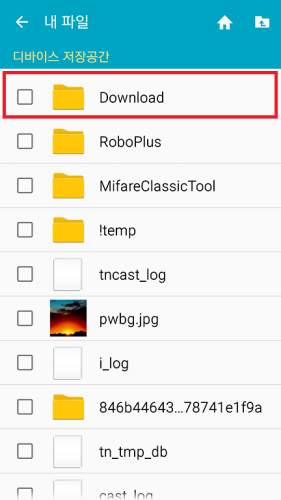 내 파일
디바이스 저장공간
Download
RoboPlus
MifareClassicTool
!temp
tncast_log
pwbg.jpg
i_log
846b44643...78741e1f9a
tn_tmp_db
cast_log